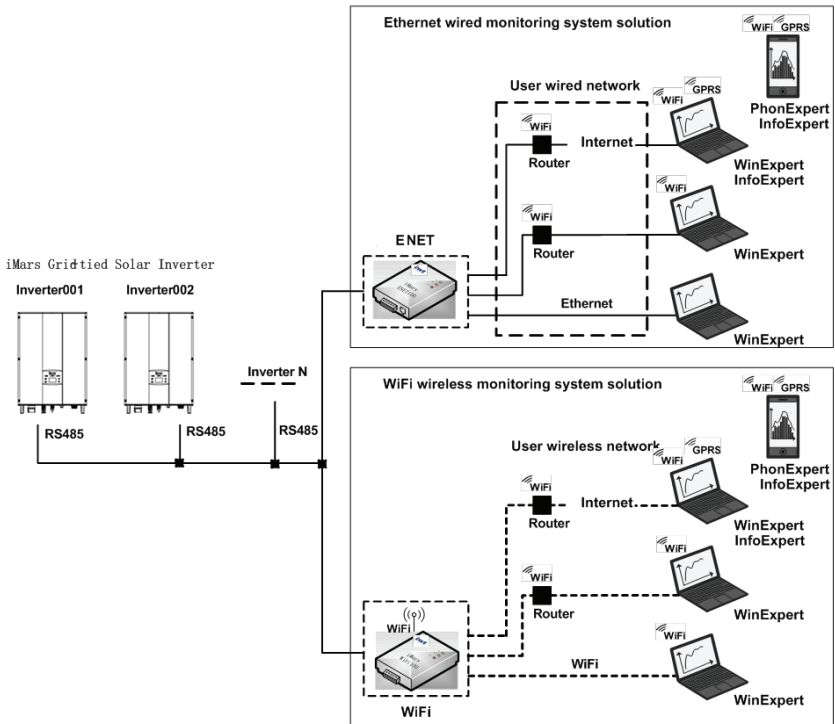 Ethernet wired monitoring system solution
WiFi GPRS
PhonExpert
InfoExpert
User wired network
WiFi GPRS
WiFi
Internet
Router
WinExpert
InfoExpert
WiFi
WiFi
Router
WinExpert
ENET
iMars
Ethernet
WinExpert
iMars Grid-tied Solar Inverter
Inverter001 Inverter002
Inverter N
RS485 RS485 RS485
WiFi wireless monitoring system solution
WiFi GPRS
PhonExpert
InfoExpert
User wireless network
WiFi GPRS
WiFi
Internet
Router
WinExpert
InfoExpert
WiFi
WiFi
Router
WinExpert
WiFi
iMars
WiFi
WiFi
WinExpert
WiFi